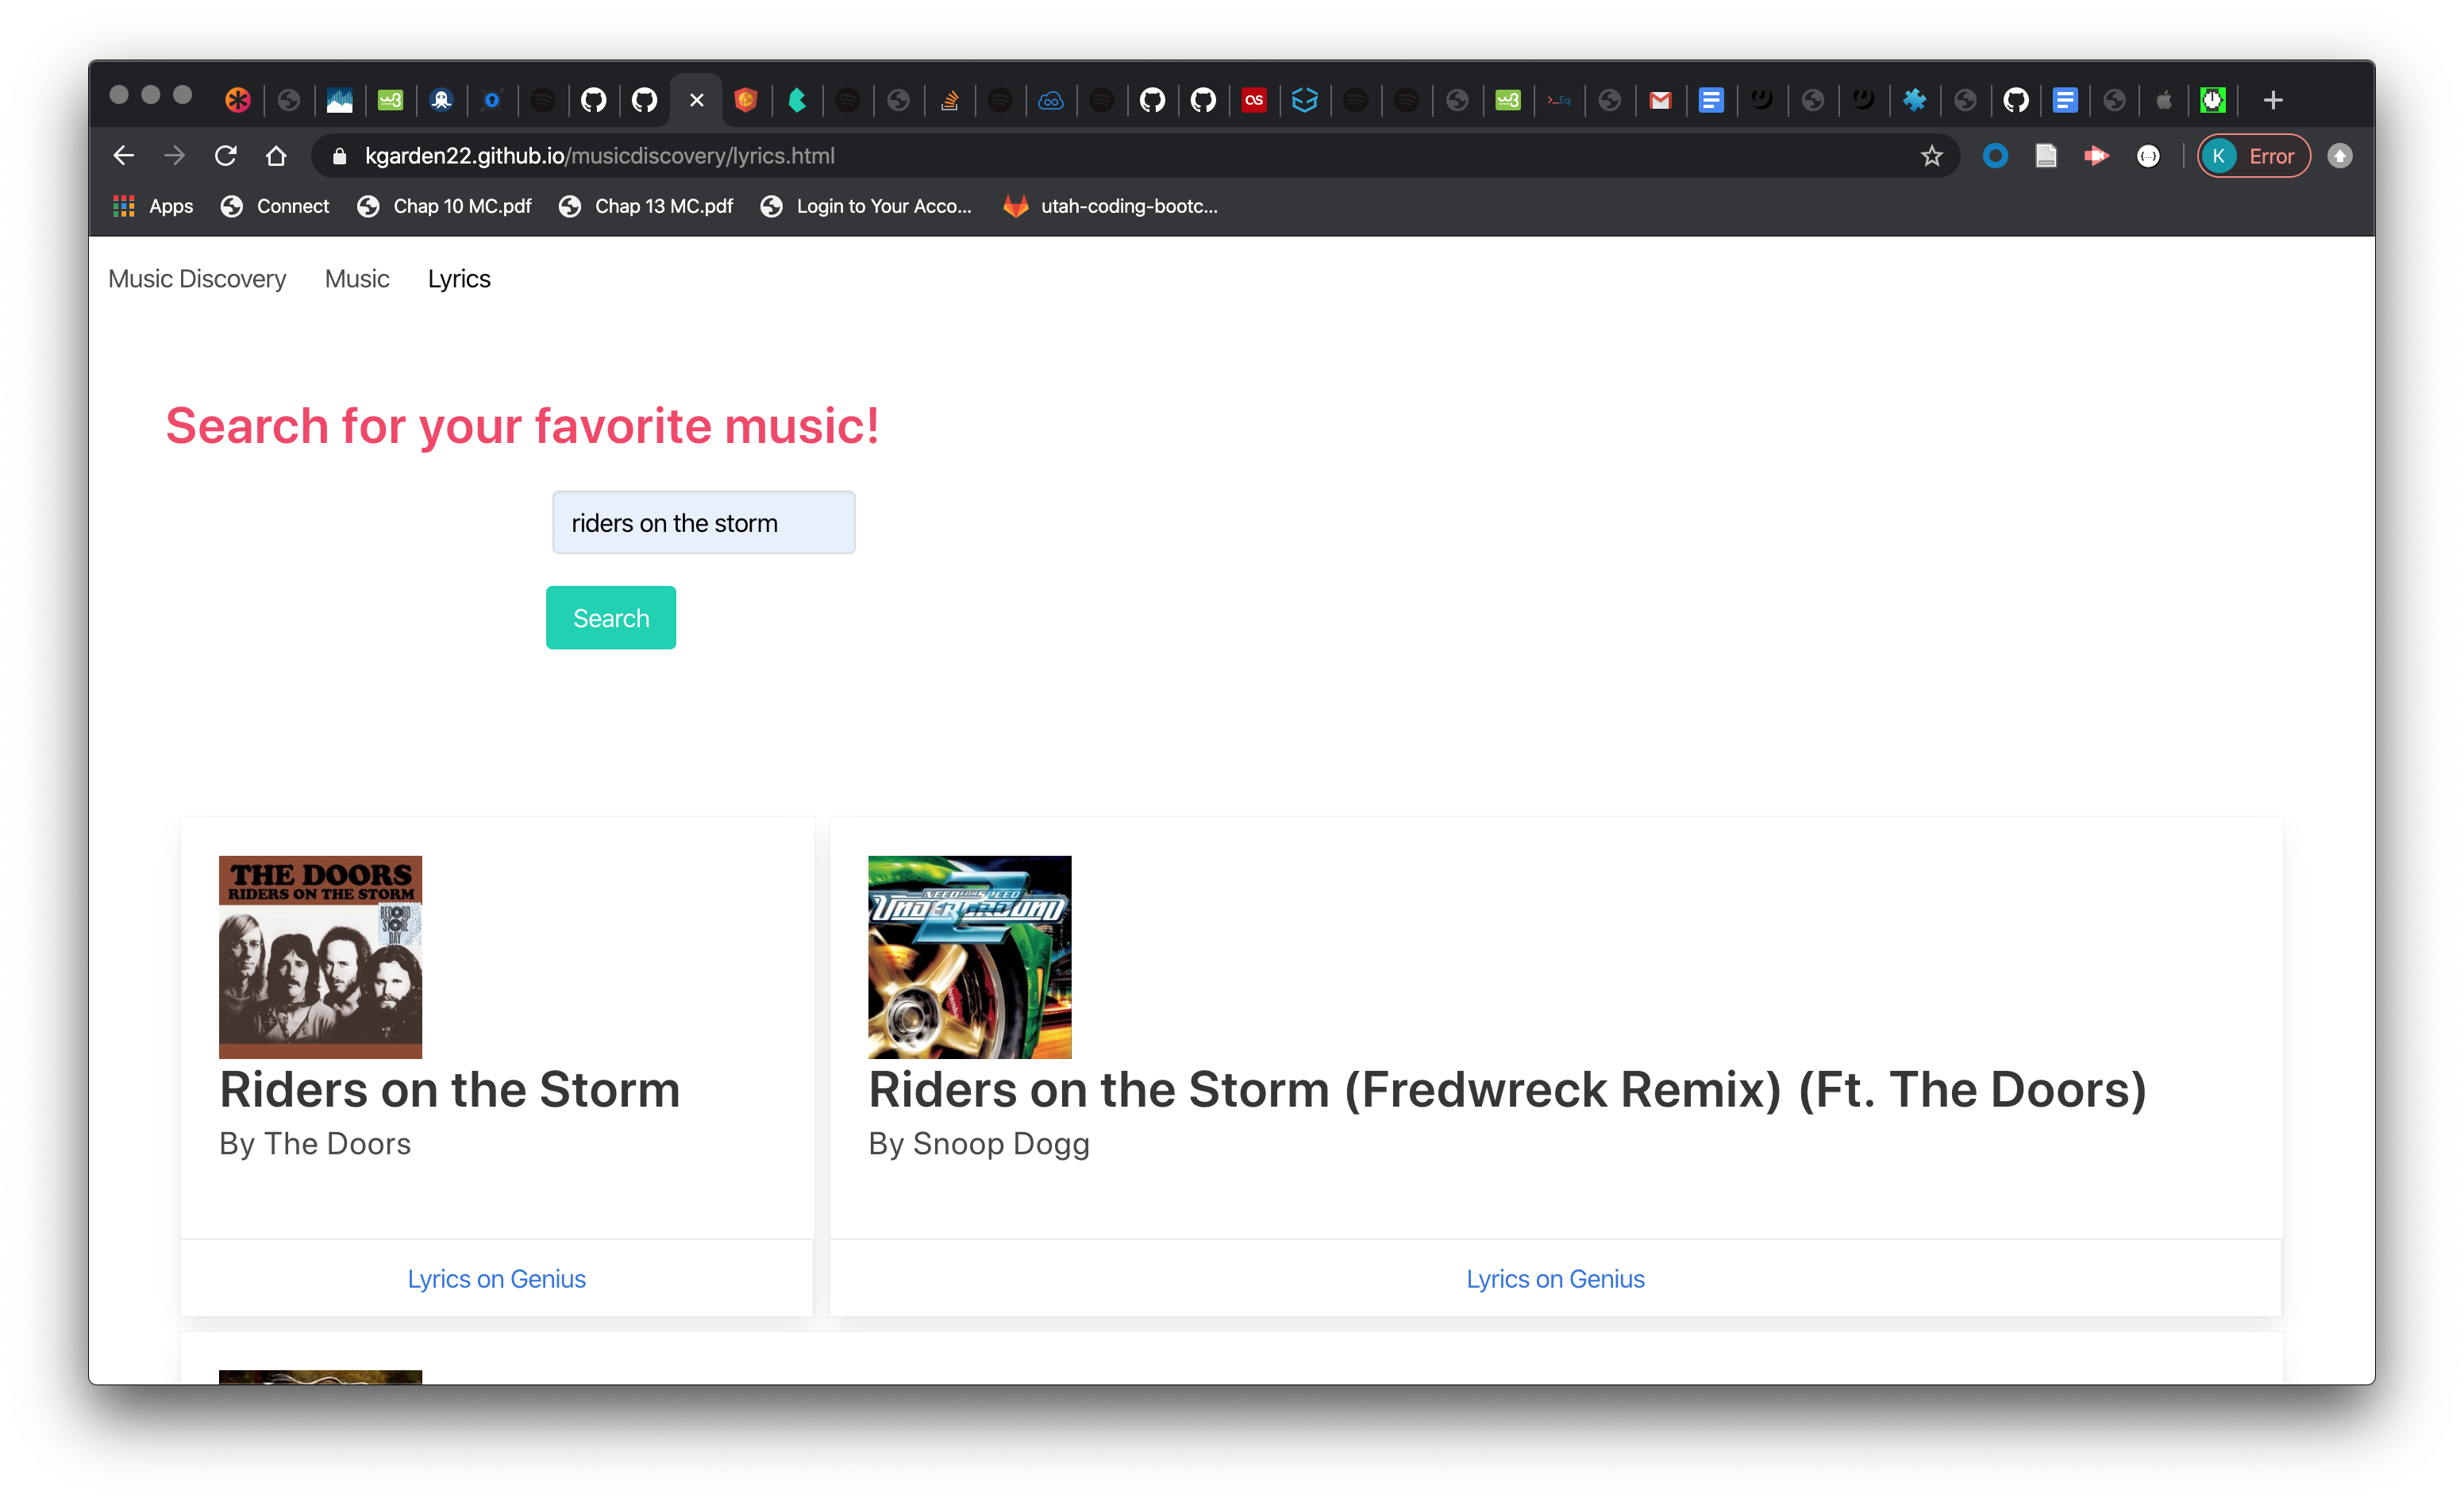 kgarden22.github.io/musicdiscovery/lyrics.html
K Error
Apps Connect Chap 10 MC.pdf Chap 13 MC.pdf Login to Your Acco... utah-coding-bootc...
Music Discovery Music Lyrics
Search for your favorite music!
riders on the storm
Search
THE DOORS
RIDERS ON THE STORM
RECORD
STORE
DAY
NEED FOR SPEED
UNDERGROUND
2
Riders on the Storm
By The Doors
Riders on the Storm (Fredwreck Remix) (Ft. The Doors)
By Snoop Dogg
Lyrics on Genius
Lyrics on Genius